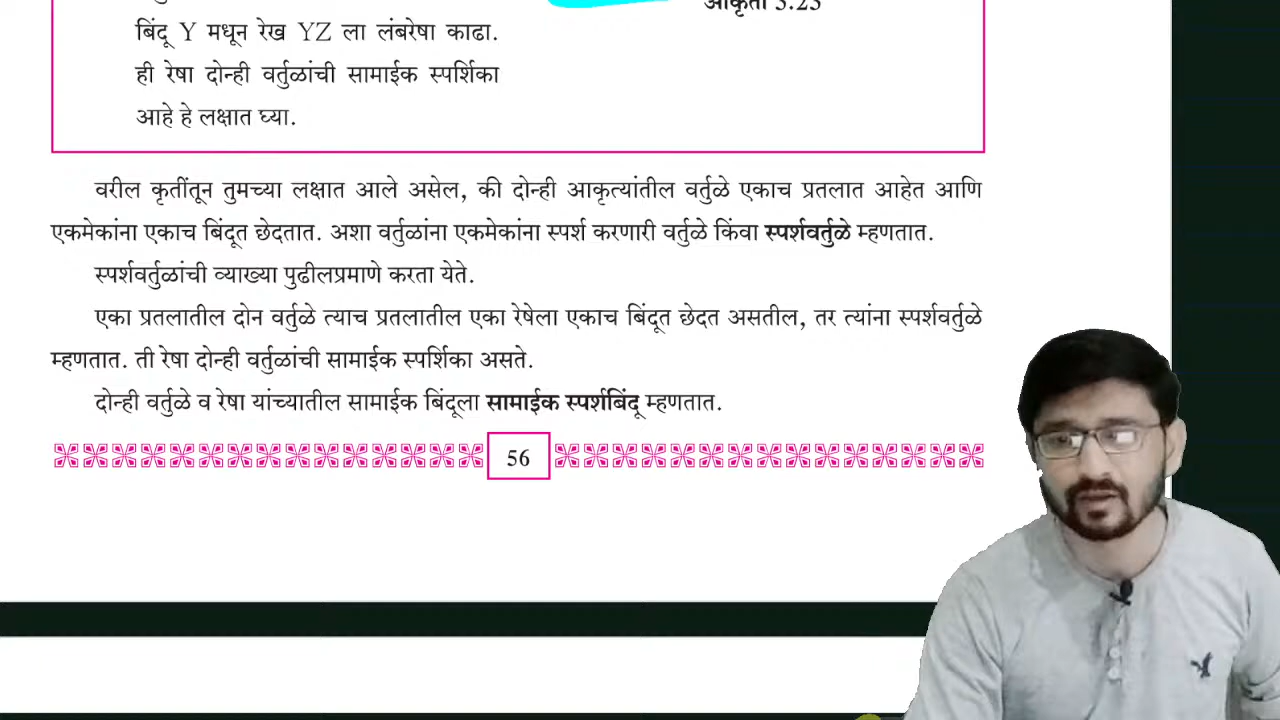 आकृती 3.23
बिंदू Y मधून रेख YZ ला लंबरेषा काढा.
ही रेषा दोन्ही वर्तुळांची सामाईक स्पर्शिका
आहे हे लक्षात घ्या.
वरील कृतींतून तुमच्या लक्षात आले असेल, की दोन्ही आकृत्यांतील वर्तुळे एकाच प्रतलात आहेत आणि
एकमेकांना एकाच बिंदूत छेदतात. अशा वर्तुळांना एकमेकांना स्पर्श करणारी वर्तुळे किंवा स्पर्शवर्तुळे म्हणतात.
स्पर्शवर्तुळांची व्याख्या पुढीलप्रमाणे करता येते.
एका प्रतलातील दोन वर्तुळे त्याच प्रतलातील एका रेषेला एकाच बिंदूत छेदत असतील, तर त्यांना स्पर्शवर्तुळे
म्हणतात. ती रेषा दोन्ही वर्तुळांची सामाईक स्पर्शिका असते.
दोन्ही वर्तुळे व रेषा यांच्यातील सामाईक बिंदूला सामाईक स्पर्शबिंदू म्हणतात.
56